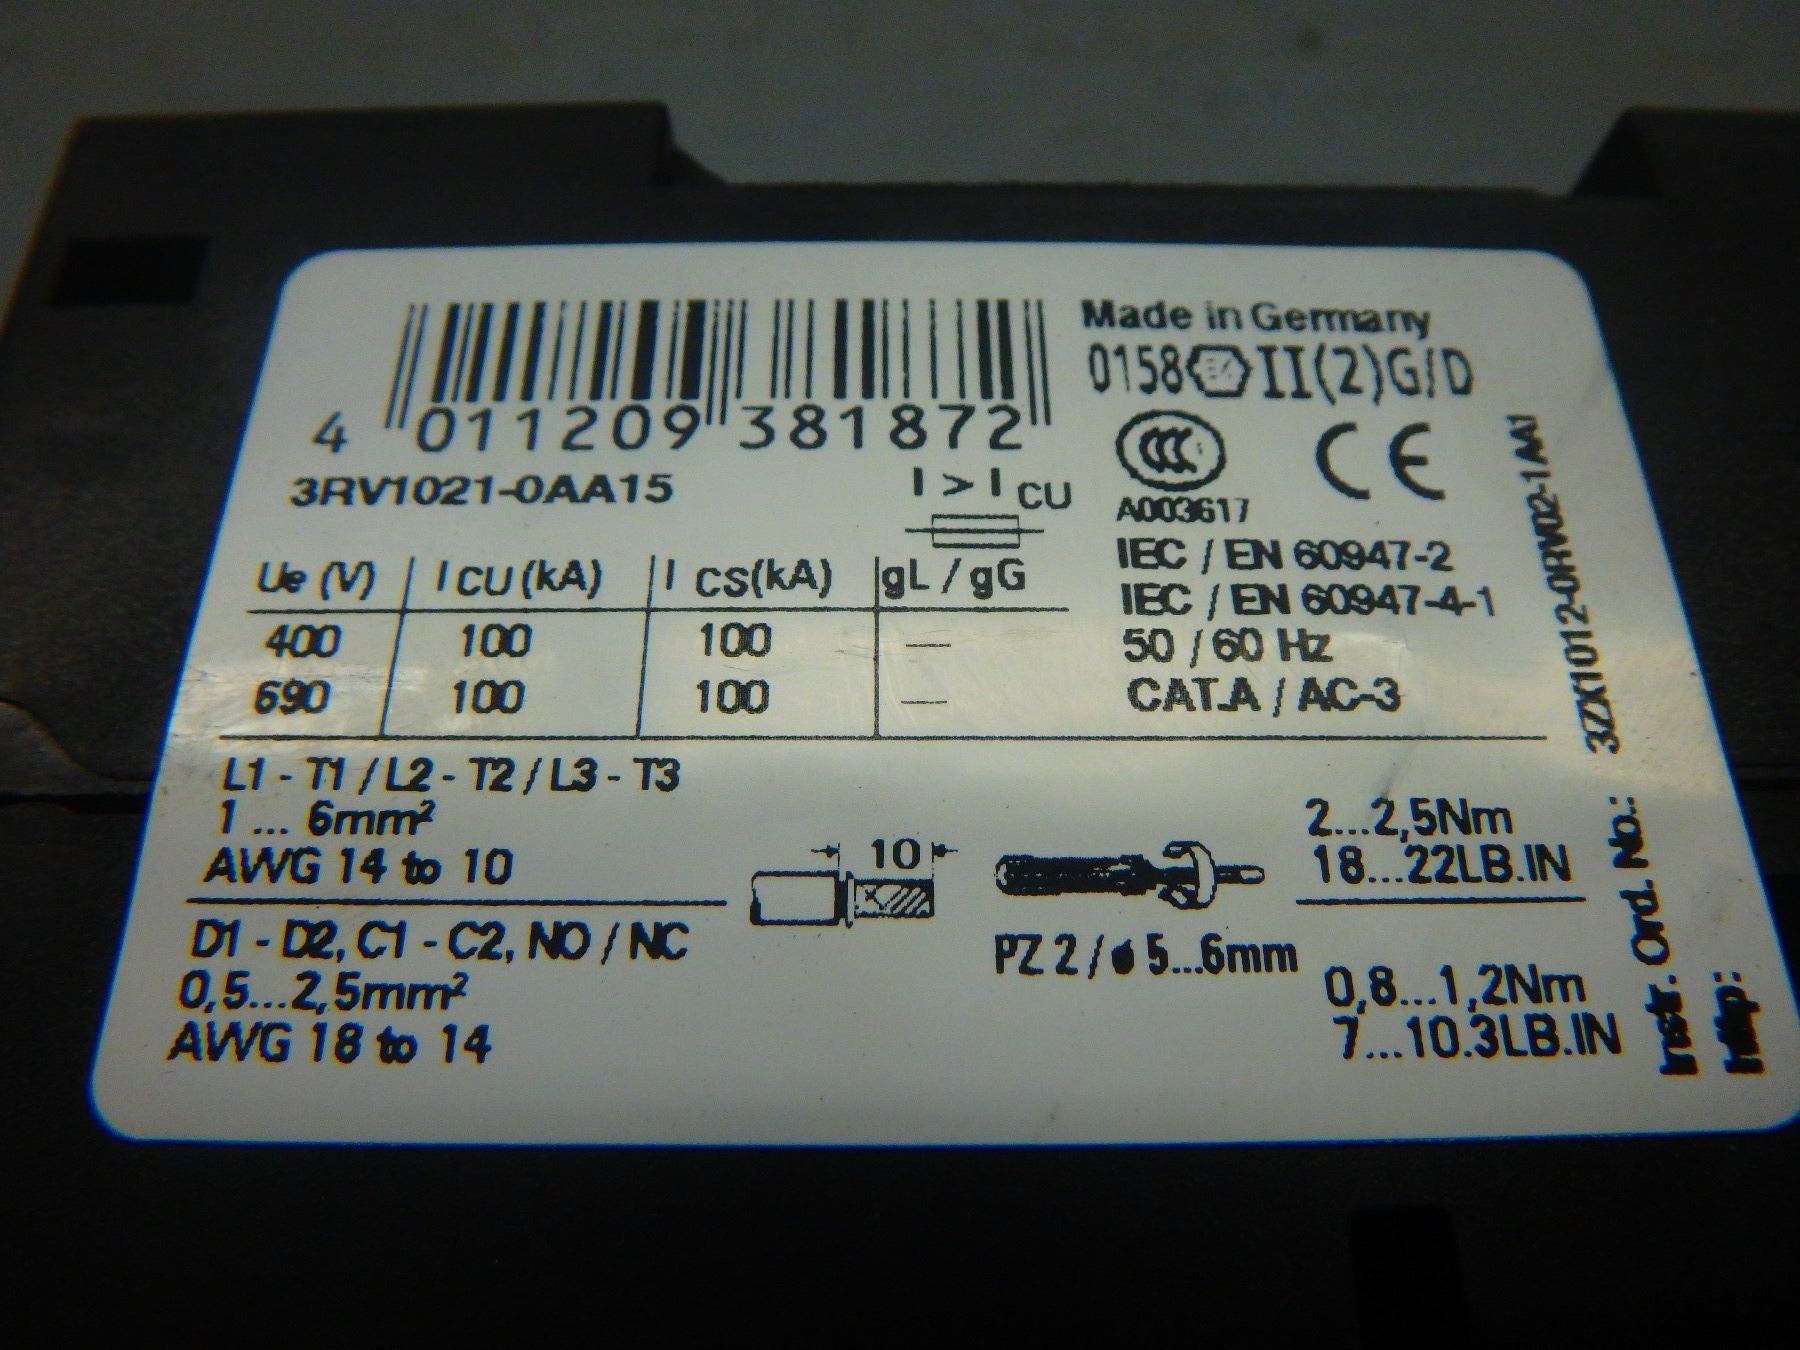 Made in Germany
0158 II(2)G/D
4 011209 381872
3RV1021-0AA15
I > I CU
A003617
CE
IEC / EN 60947-2
IEC / EN 60947-4-1
50 / 60 Hz
CAT.A / AC-3
Ue (V) I CU (kA) I CS(kA) gL / gG
400 100 100 —
690 100 100 —
L1 - T1 / L2 - T2 / L3 - T3
1 ... 6mm²
AWG 14 to 10
10
2...2,5Nm
18...22LB.IN
D1 - D2, C1 - C2, NO / NC
0,5...2,5mm²
AWG 18 to 14
PZ 2 / ø 5...6mm
0,8...1,2Nm
7...10.3LB.IN
Instr. Ord. No.: 3ZX1012-0RV02-1AA1
http: